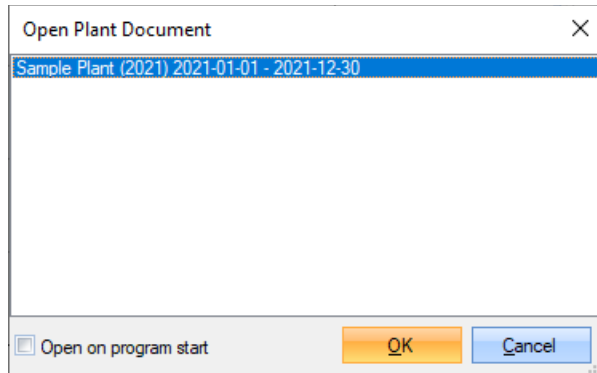 Open Plant Document
Sample Plant (2021) 2021-01-01 - 2021-12-30
Open on program start
OK
Cancel